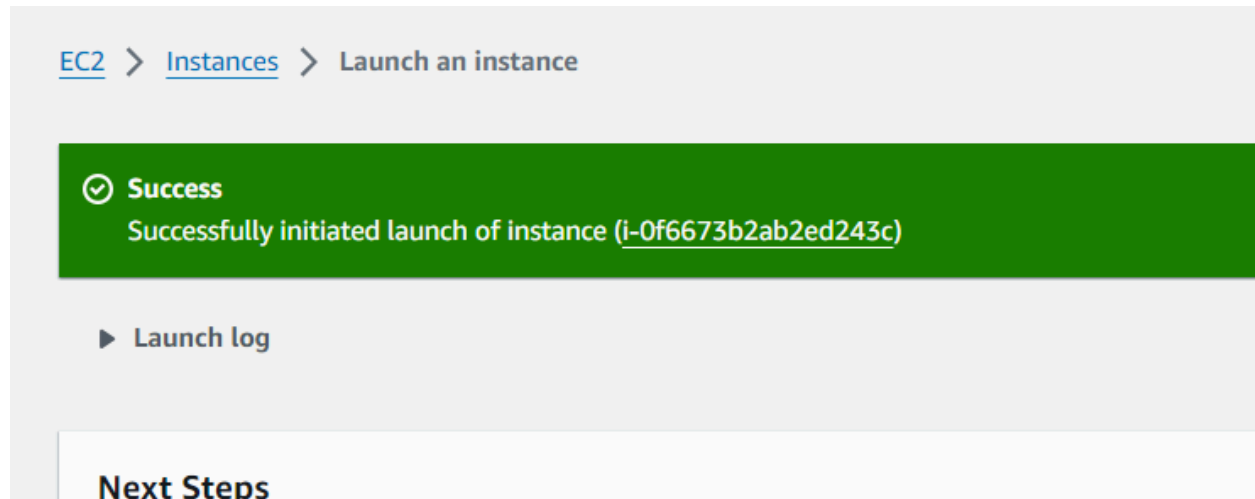 EC2 > Instances > Launch an instance
Success
Successfully initiated launch of instance (i-0f6673b2ab2ed243c)
Launch log
Next Steps